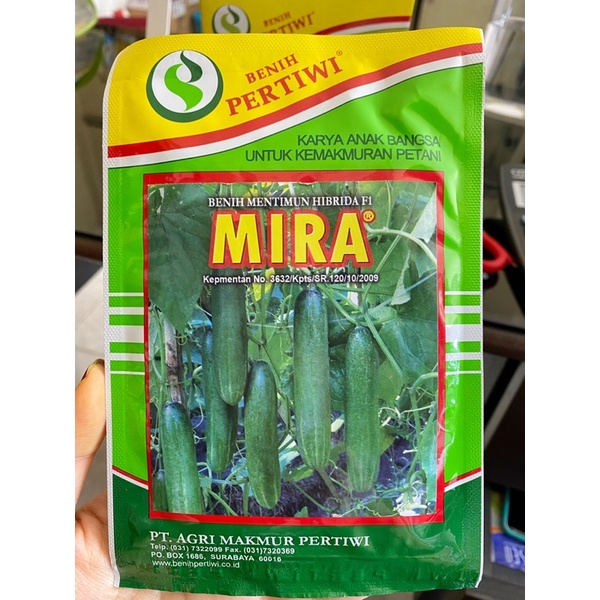 BENIH
PERTIWI
BENIH
PERTIWI®
KARYA ANAK BANGSA
UNTUK KEMAKMURAN PETANI
BENIH MENTIMUN HIBRIDA F1
MIRA®
Kepmentan No. 3632/Kpts/SR.120/10/2009
PT. AGRI MAKMUR PERTIWI
Telp. (031) 7322099 Fax. (031)7320369
PO. BOX 1686, SURABAYA 60016
www.benihpertiwi.co.id